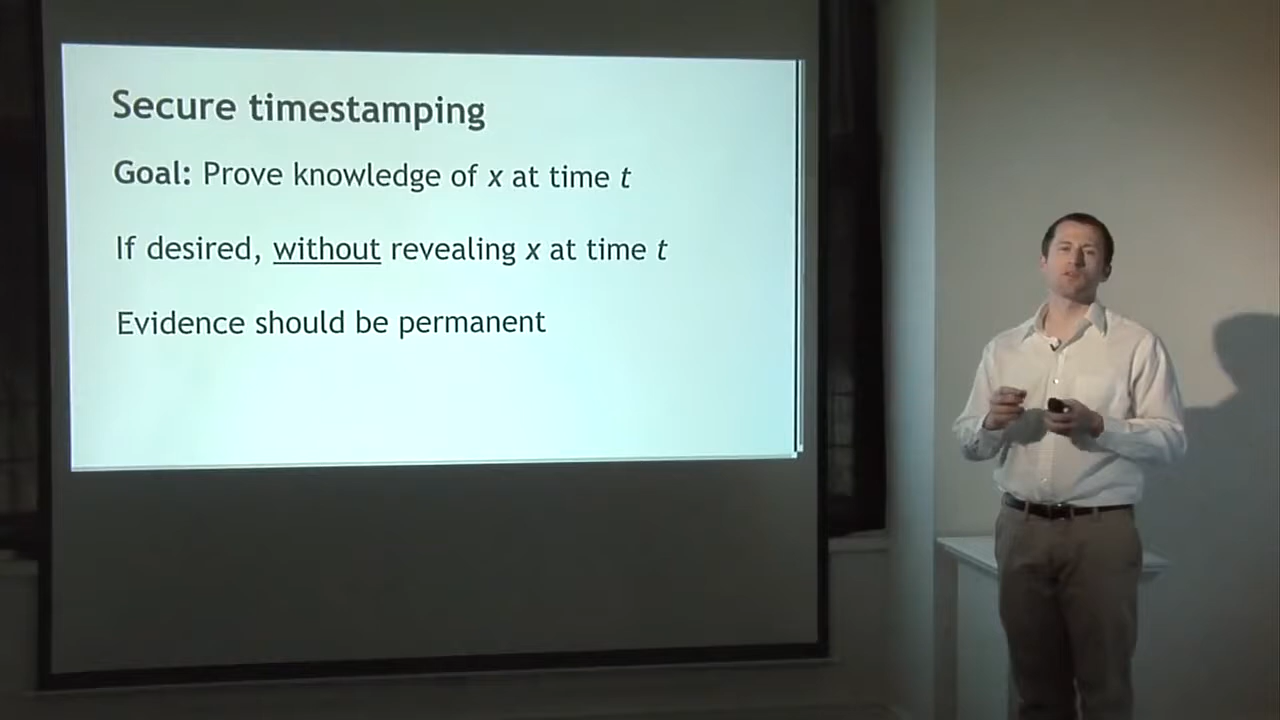 Secure timestamping
Goal: Prove knowledge of x at time t
If desired, without revealing x at time t
Evidence should be permanent